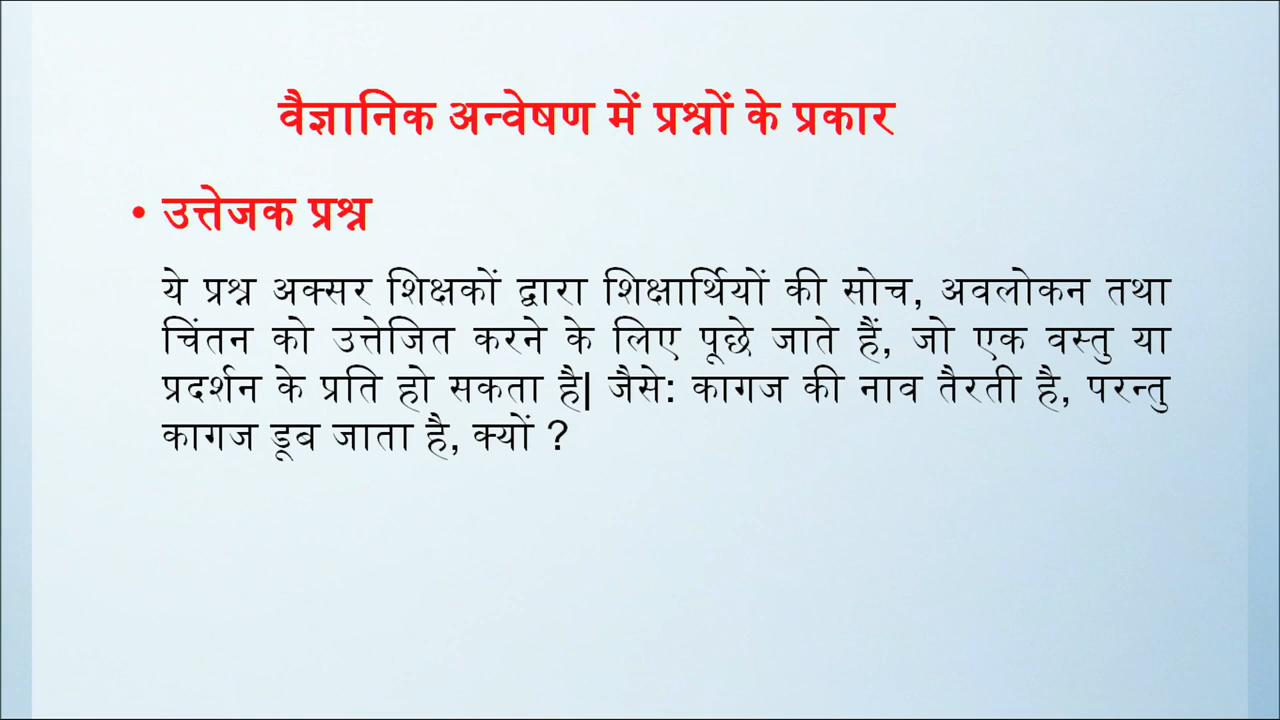 वैज्ञानिक अन्वेषण में प्रश्नों के प्रकार
• उत्तेजक प्रश्न
ये प्रश्न अक्सर शिक्षकों द्वारा शिक्षार्थियों की सोच, अवलोकन तथा
चिंतन को उत्तेजित करने के लिए पूछे जाते हैं, जो एक वस्तु या
प्रदर्शन के प्रति हो सकता है| जैसे: कागज की नाव तैरती है, परन्तु
कागज डूब जाता है, क्यों ?